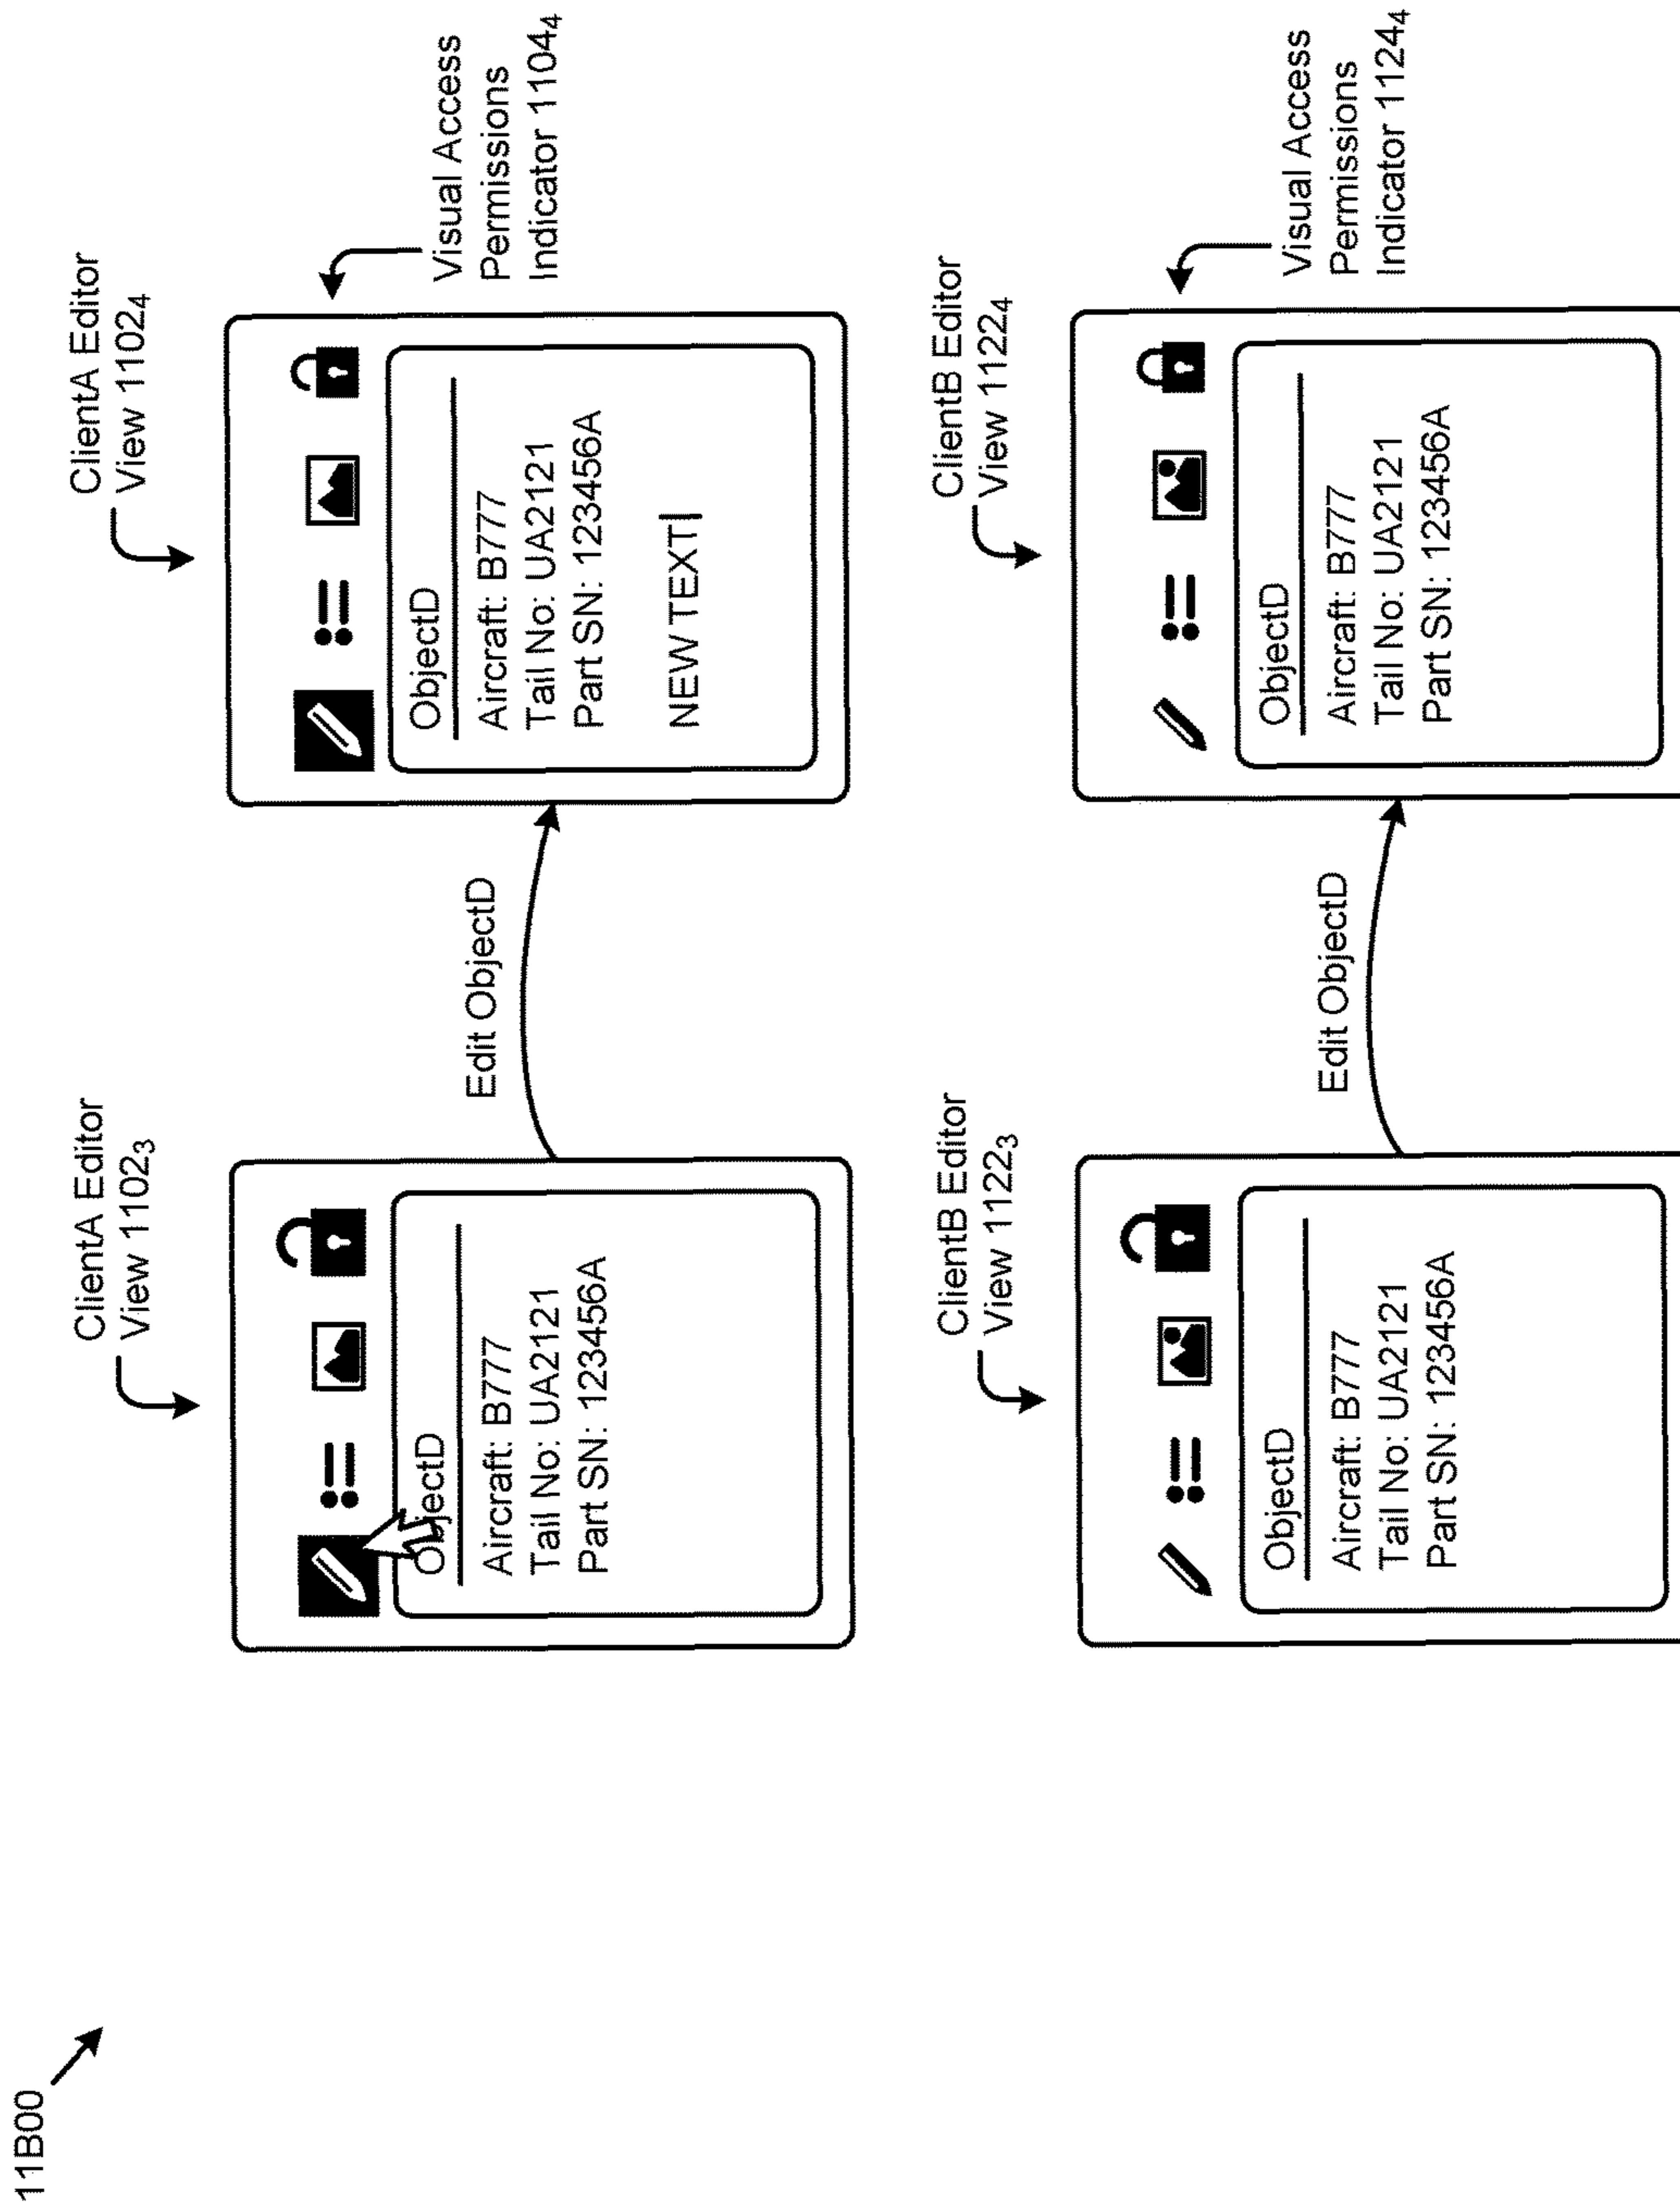 11B00
ClientA Editor
View 1102₃
ObjectD
Aircraft: B777
Tail No: UA2121
Part SN: 123456A
Edit ObjectD
ClientA Editor
View 1102₄
ObjectD
Aircraft: B777
Tail No: UA2121
Part SN: 123456A
NEW TEXT
Visual Access
Permissions
Indicator 1104₄
ClientB Editor
View 1122₃
ObjectD
Aircraft: B777
Tail No: UA2121
Part SN: 123456A
Edit ObjectD
ClientB Editor
View 1122₄
ObjectD
Aircraft: B777
Tail No: UA2121
Part SN: 123456A
Visual Access
Permissions
Indicator 1124₄